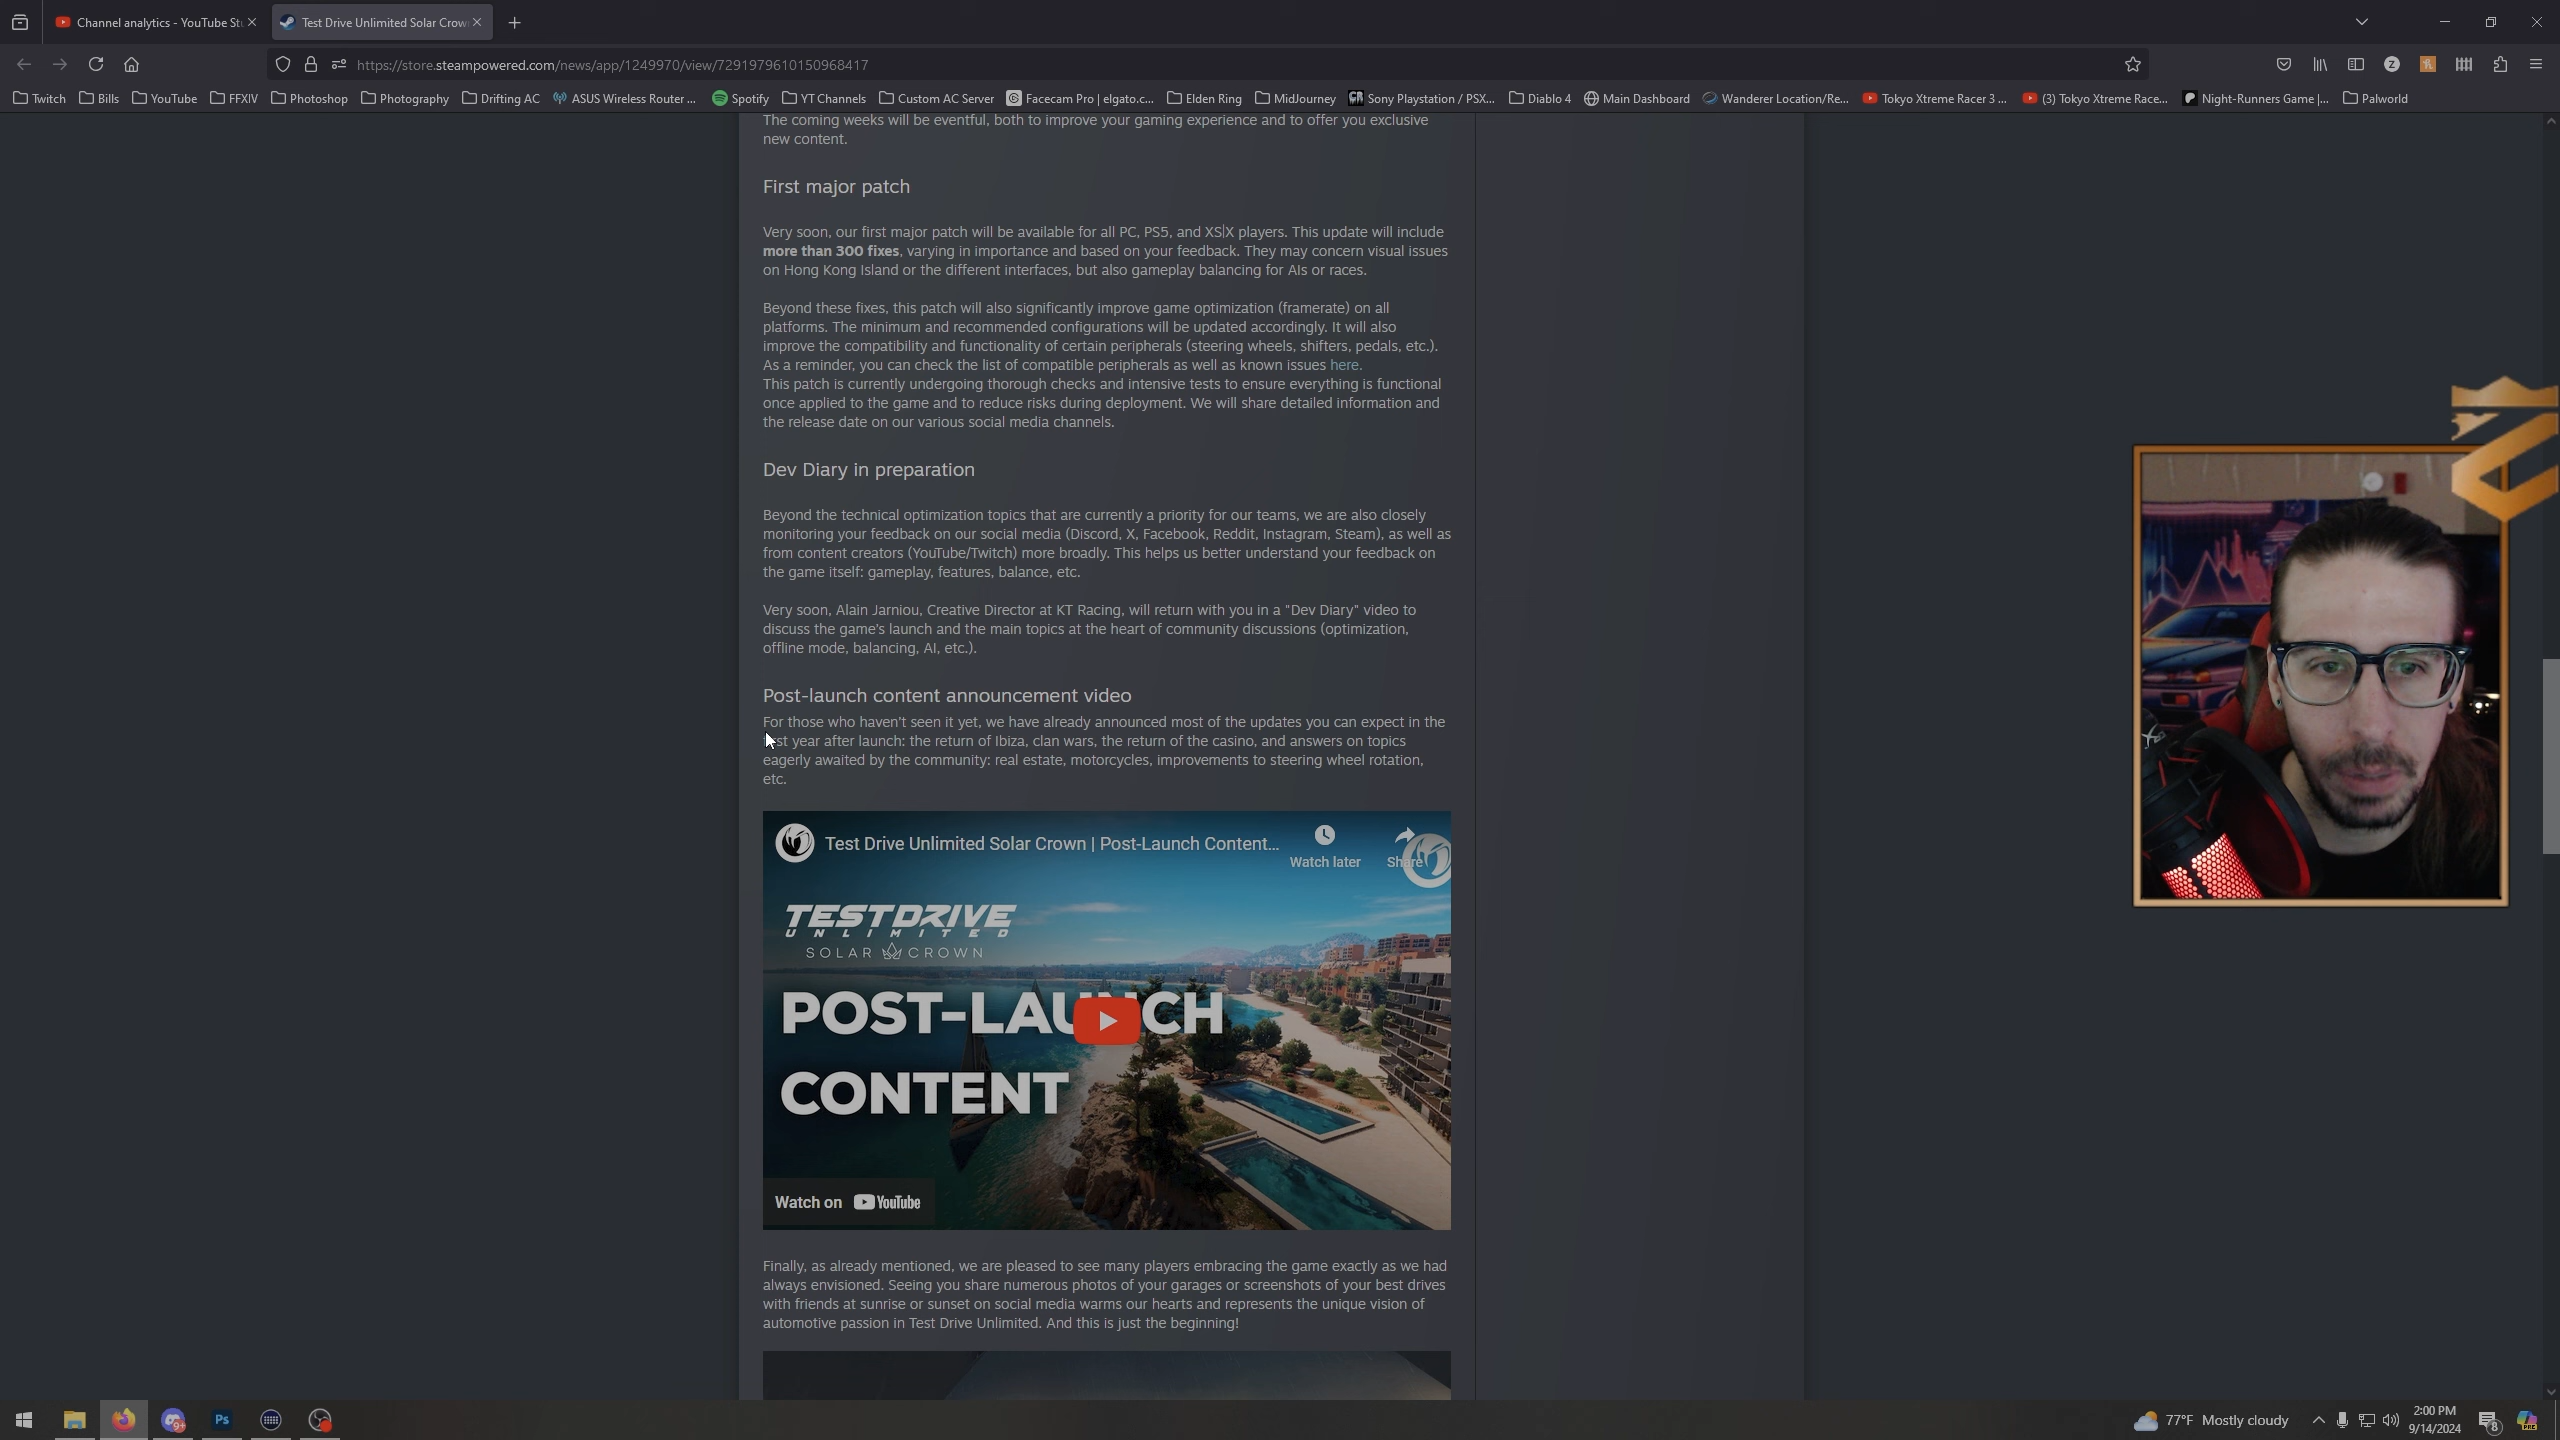 Channel analytics - YouTube St
Test Drive Unlimited Solar Crow
https://store.steampowered.com/news/app/1249970/view/7291979610150968417
Twitch Bills YouTube FFXIV Photoshop Photography Drifting AC ASUS Wireless Router ... Spotify YT Channels Custom AC Server Facecam Pro | elgato.c... Elden Ring MidJourney Sony Playstation / PSX... Diablo 4 Main Dashboard Wanderer Location/Re... Tokyo Xtreme Racer 3 ... (3) Tokyo Xtreme Race... Night-Runners Game |... Palworld
The coming weeks will be eventful, both to improve your gaming experience and to offer you exclusive
new content.
First major patch
Very soon, our first major patch will be available for all PC, PS5, and XS|X players. This update will include
more than 300 fixes, varying in importance and based on your feedback. They may concern visual issues
on Hong Kong Island or the different interfaces, but also gameplay balancing for AIs or races.
Beyond these fixes, this patch will also significantly improve game optimization (framerate) on all
platforms. The minimum and recommended configurations will be updated accordingly. It will also
improve the compatibility and functionality of certain peripherals (steering wheels, shifters, pedals, etc.).
As a reminder, you can check the list of compatible peripherals as well as known issues here.
This patch is currently undergoing thorough checks and intensive tests to ensure everything is functional
once applied to the game and to reduce risks during deployment. We will share detailed information and
the release date on our various social media channels.
Dev Diary in preparation
Beyond the technical optimization topics that are currently a priority for our teams, we are also closely
monitoring your feedback on our social media (Discord, X, Facebook, Reddit, Instagram, Steam), as well as
from content creators (YouTube/Twitch) more broadly. This helps us better understand your feedback on
the game itself: gameplay, features, balance, etc.
Very soon, Alain Jarniou, Creative Director at KT Racing, will return with you in a "Dev Diary" video to
discuss the game's launch and the main topics at the heart of community discussions (optimization,
offline mode, balancing, AI, etc.).
Post-launch content announcement video
For those who haven't seen it yet, we have already announced most of the updates you can expect in the
year after launch: the return of Ibiza, clan wars, the return of the casino, and answers on topics
eagerly awaited by the community: real estate, motorcycles, improvements to steering wheel rotation,
etc.
Test Drive Unlimited Solar Crown | Post-Launch Content...
Watch later
Share
TEST DRIVE
UNLIMITED
SOLAR CROWN
POST-LAUNCH
CONTENT
Watch on YouTube
Finally, as already mentioned, we are pleased to see many players embracing the game exactly as we had
always envisioned. Seeing you share numerous photos of your garages or screenshots of your best drives
with friends at sunrise or sunset on social media warms our hearts and represents the unique vision of
automotive passion in Test Drive Unlimited. And this is just the beginning!
9+
Ps
77°F Mostly cloudy
2:00 PM
9/14/2024
8
PRE